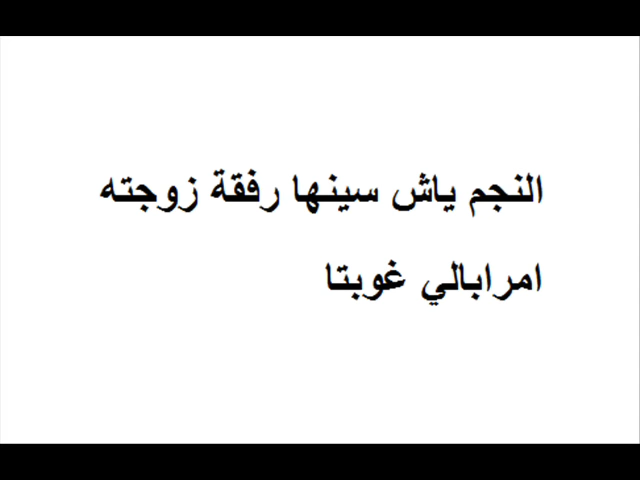 النجم ياش سينها رفقة زوجته
امرابالي غوبتا